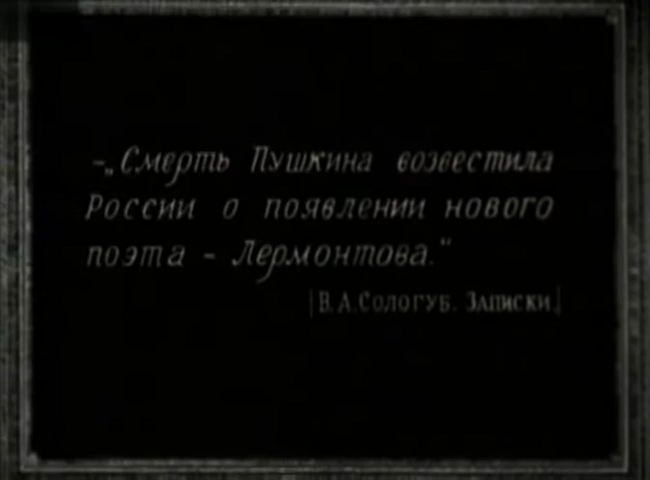 –„Смерть Пушкина возвестила
России о появлении нового
поэта – Лермонтова."
|В.А.Сологуб. Записки.|